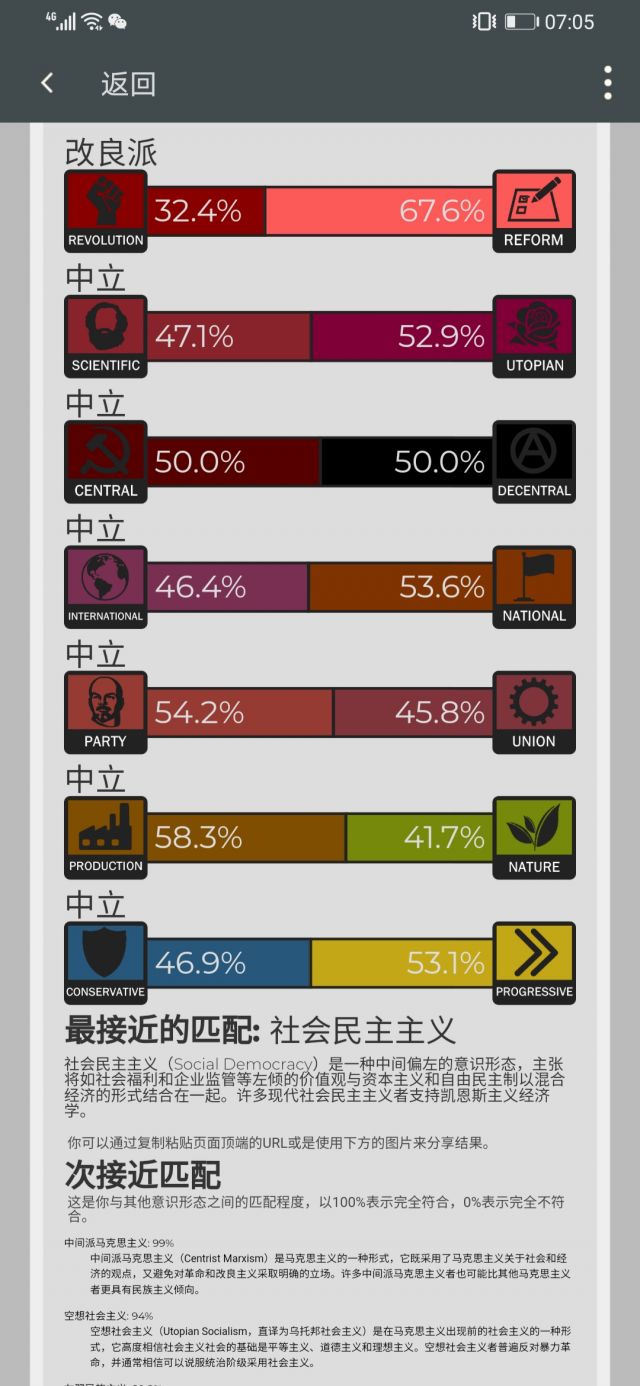 4G 07:05
返回
改良派
32.4% 67.6%
REVOLUTION REFORM
中立
47.1% 52.9%
SCIENTIFIC UTOPIAN
中立
50.0% 50.0%
CENTRAL DECENTRAL
中立
46.4% 53.6%
INTERNATIONAL NATIONAL
中立
54.2% 45.8%
PARTY UNION
中立
58.3% 41.7%
PRODUCTION NATURE
中立
46.9% 53.1%
CONSERVATIVE PROGRESSIVE
最接近的匹配: 社会民主主义
社会民主主义（Social Democracy）是一种中间偏左的意识形态，主张
将如社会福利和企业监管等左倾的价值观与资本主义和自由民主制以混合
经济的形式结合在一起。许多现代社会民主主义者支持凯恩斯主义经济
学。
你可以通过复制粘贴页面顶端的URL或是使用下方的图片来分享结果。
次接近匹配
这是你与其他意识形态之间的匹配程度，以100%表示完全符合，0%表示完全不符
合。
中间派马克思主义: 99%
中间派马克思主义（Centrist Marxism）是马克思主义的一种形式，它既采用了马克思主义关于社会和经
济的观点，又避免对革命和改良主义采取明确的立场。许多中间派马克思主义者也可能比其他马克思主义
者更具有民族主义倾向。
空想社会主义: 94%
空想社会主义（Utopian Socialism，直译为乌托邦社会主义）是在马克思主义出现前的社会主义的一种形
式，它高度相信社会主义社会的基础是平等主义、道德主义和理想主义。空想社会主义者普遍反对暴力革
命，并通常相信可以说服统治阶级采用社会主义。